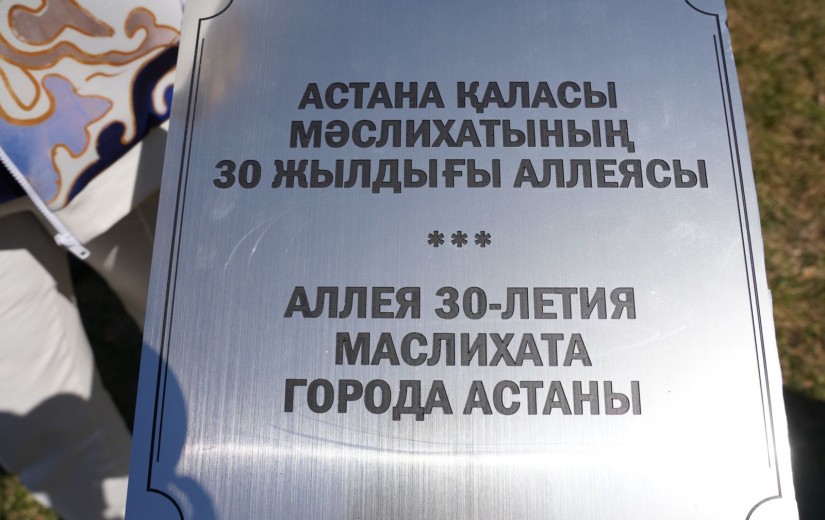 АСТАНА ҚАЛАСЫ
МӘСЛИХАТЫНЫҢ
30 ЖЫЛДЫҒЫ АЛЛЕЯСЫ
***
АЛЛЕЯ 30-ЛЕТИЯ
МАСЛИХАТА
ГОРОДА АСТАНЫ